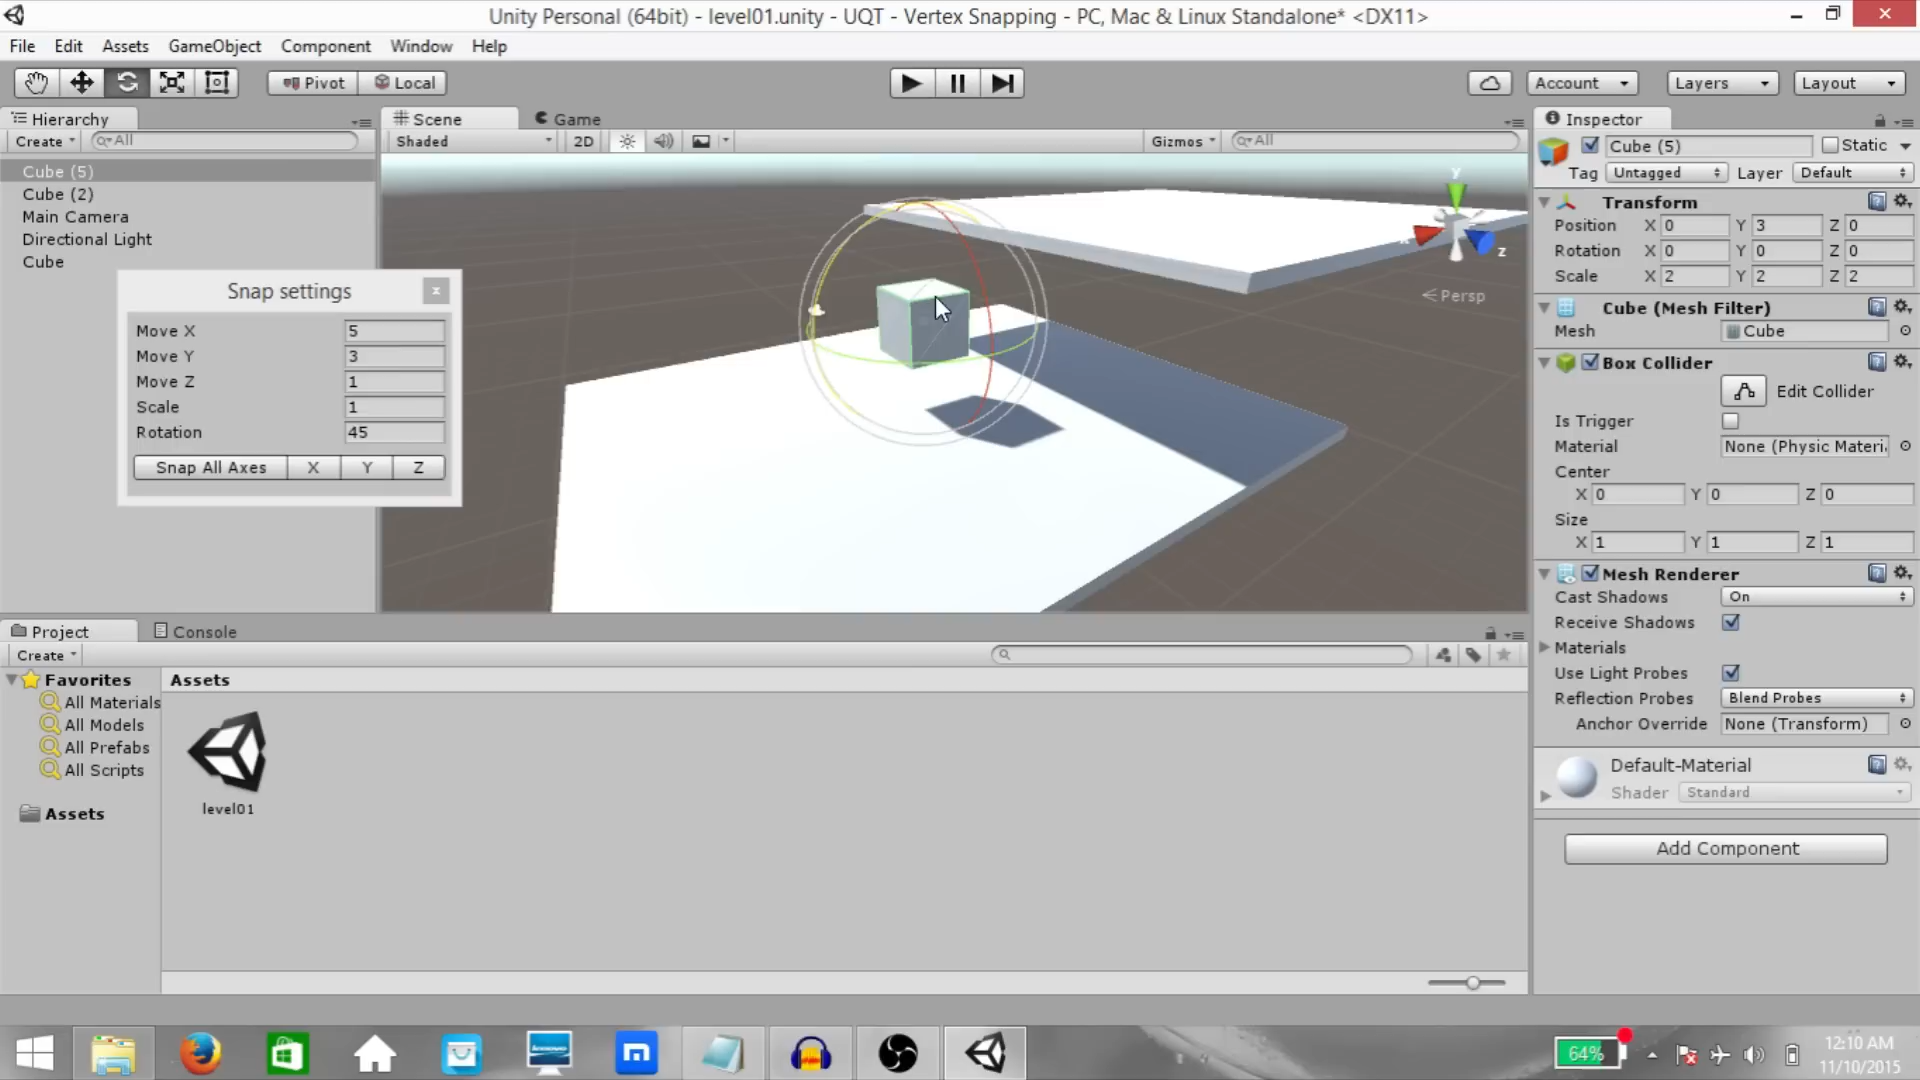 Unity Personal (64bit) - level01.unity - UQT - Vertex Snapping - PC, Mac & Linux Standalone* <DX11>
File Edit Assets GameObject Component Window Help
Pivot Local Account Layers Layout
Hierarchy
Create All
Cube (5)
Cube (2)
Main Camera
Directional Light
Cube
Snap settings
Move X 5
Move Y 3
Move Z 1
Scale 1
Rotation 45
Snap All Axes X Y Z
Scene Game
Shaded 2D Gizmos All
y
x
z
Persp
Inspector
Cube (5) Static
Tag Untagged Layer Default
Transform
Position X 0 Y 3 Z 0
Rotation X 0 Y 0 Z 0
Scale X 2 Y 2 Z 2
Cube (Mesh Filter)
Mesh Cube
Box Collider
Edit Collider
Is Trigger
Material None (Physic Materi
Center
X 0 Y 0 Z 0
Size
X 1 Y 1 Z 1
Mesh Renderer
Cast Shadows On
Receive Shadows
Materials
Use Light Probes
Reflection Probes Blend Probes
Anchor Override None (Transform)
Default-Material
Shader Standard
Add Component
Project Console
Create
Favorites
All Materials
All Models
All Prefabs
All Scripts
Assets
Assets
level01
64%
12:10 AM
11/10/2015